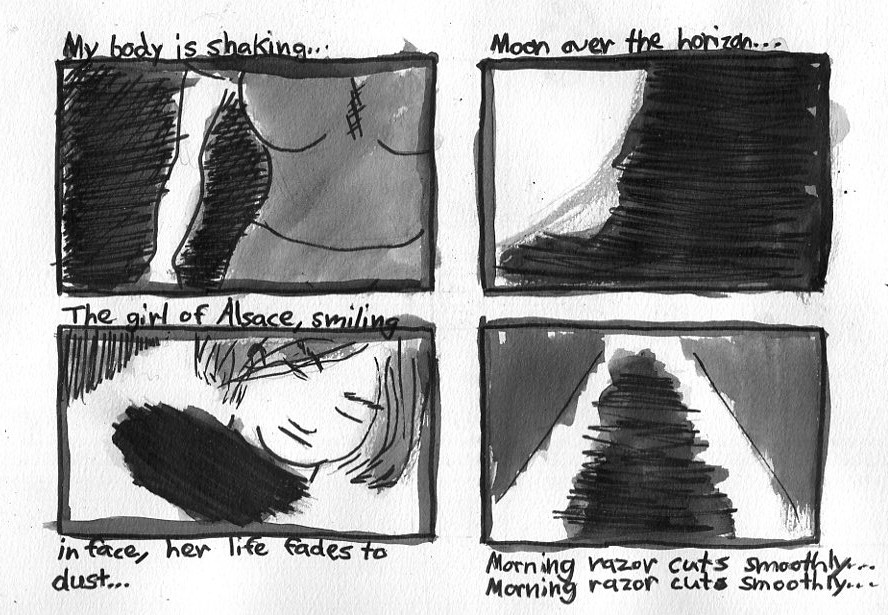 My body is shaking...
Moon over the horizon...
The girl of Alsace, smiling
in face, her life fades to
dust...
Morning razor cuts smoothly...
Morning razor cuts smoothly...